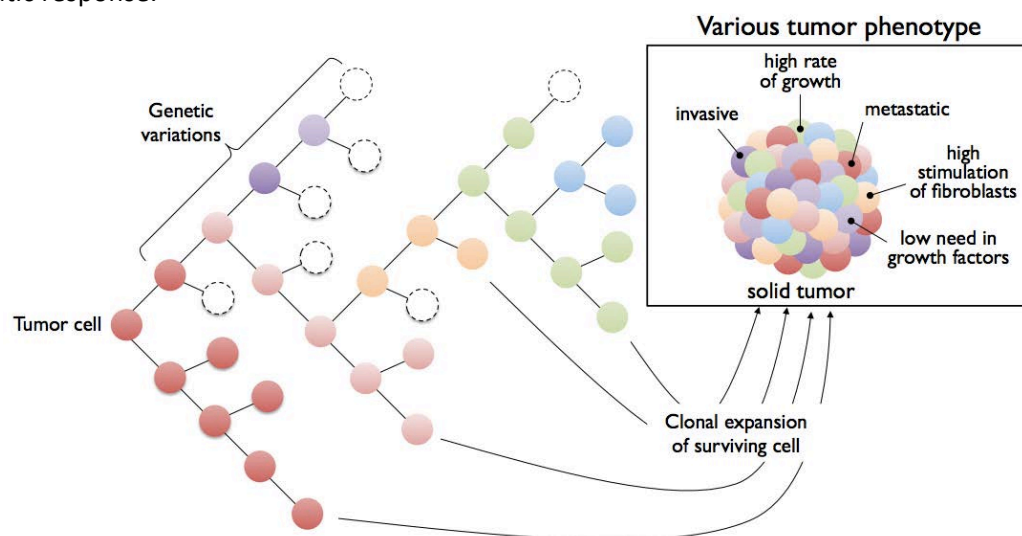 response.
Various tumor phenotype
high rate
of growth
invasive
metastatic
high
stimulation
of fibroblasts
low need in
growth factors
solid tumor
Genetic
variations
Tumor cell
Clonal expansion
of surviving cell